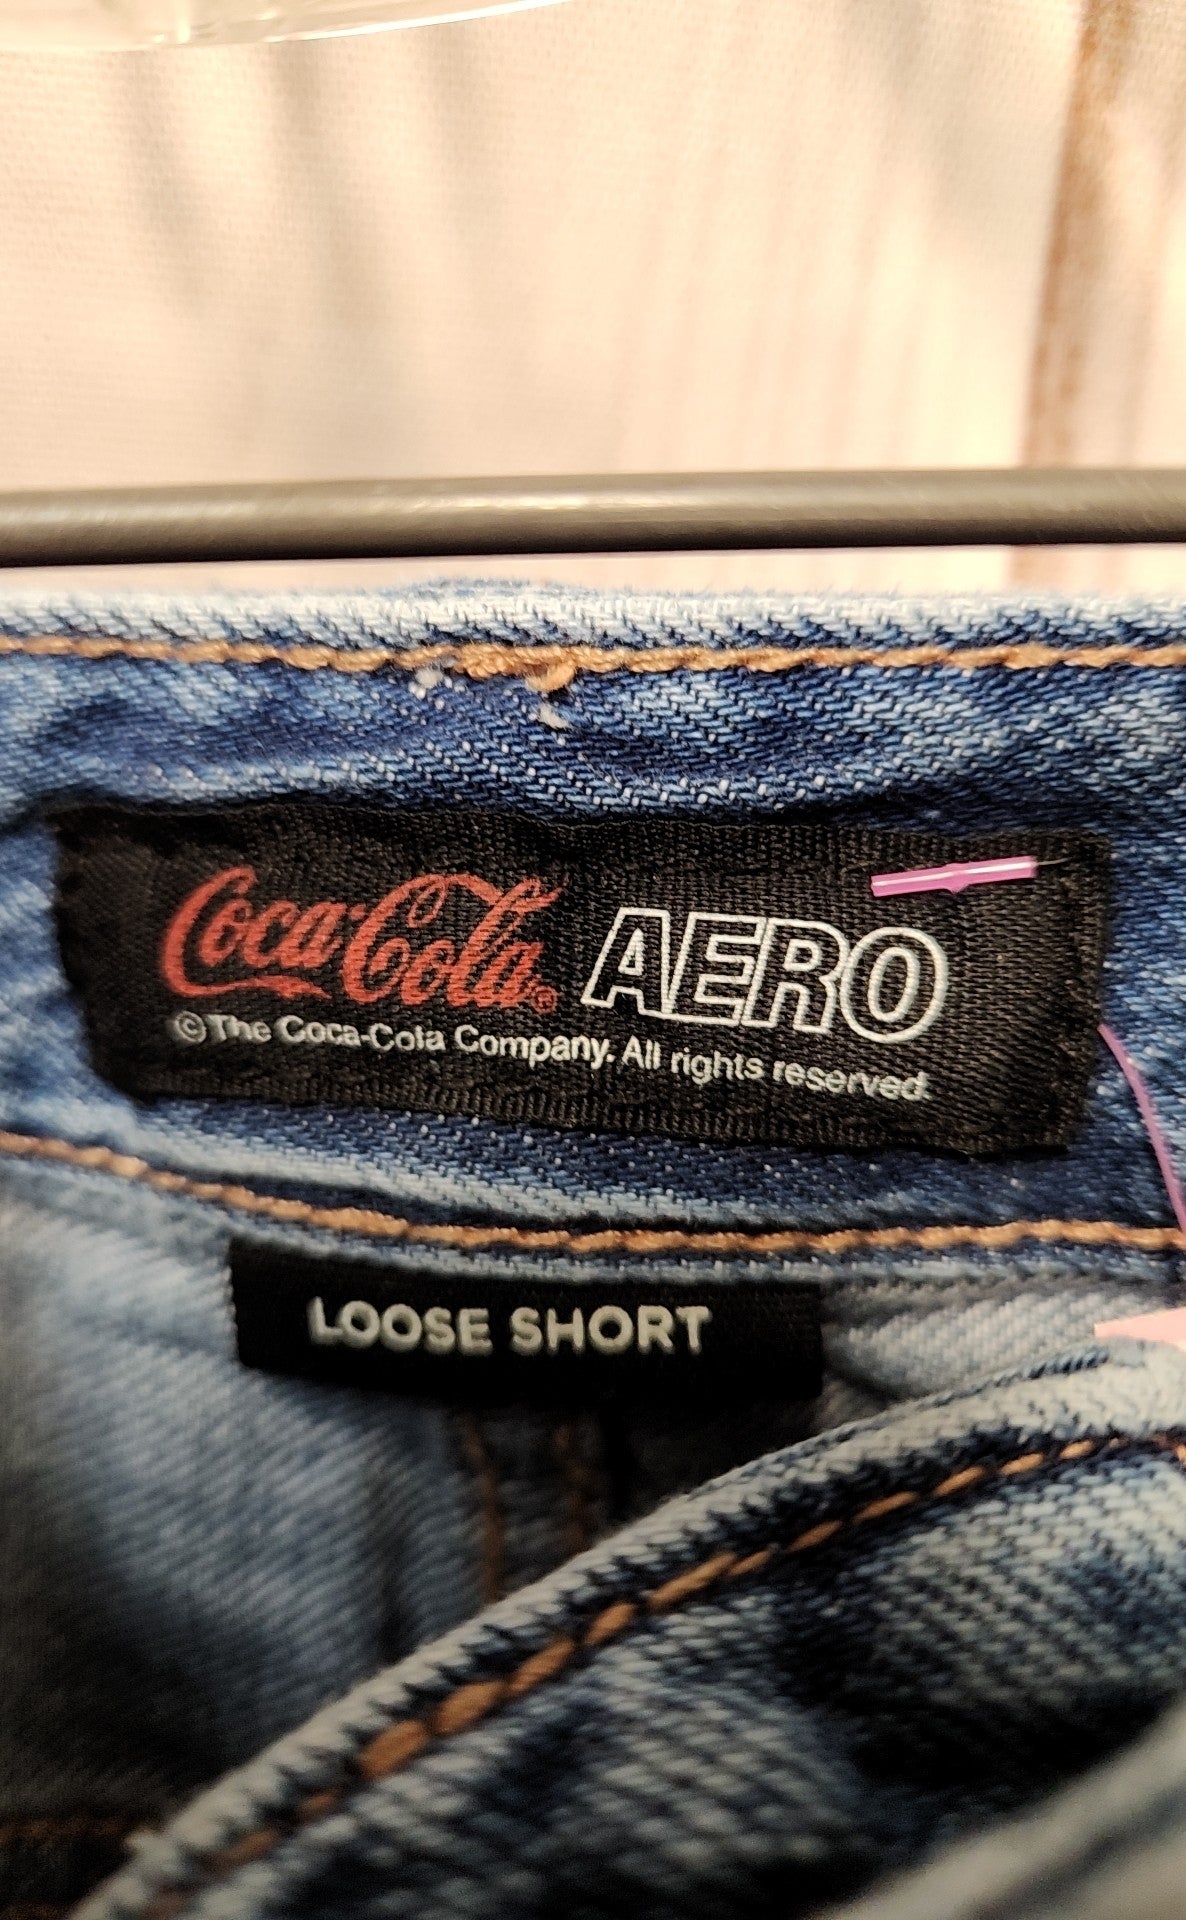 Coca-Cola® AERO
©The Coca-Cola Company. All rights reserved.
LOOSE SHORT